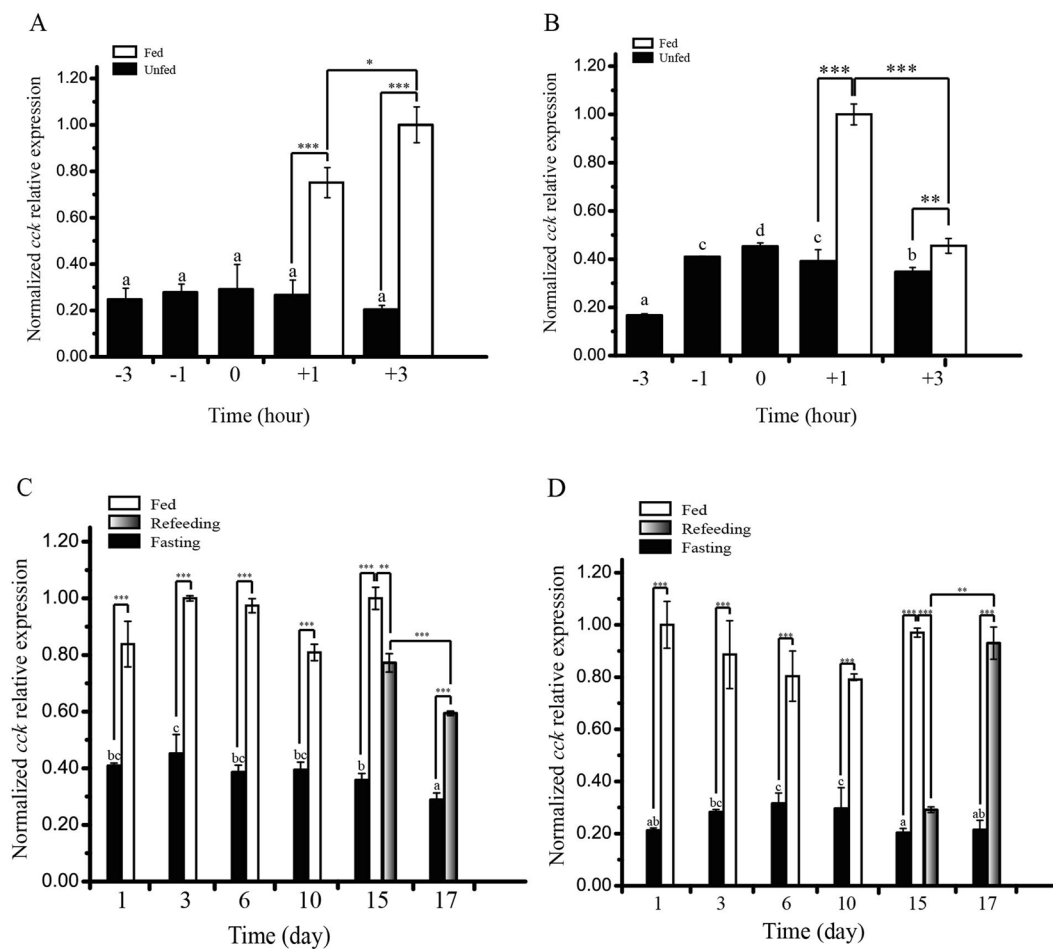 A
Fed
Unfed
Normalized cck relative expression
1.20
1.00
0.80
0.60
0.40
0.20
0.00
*
***
***
a
a
a
a
a
-3
-1
0
+1
+3
Time (hour)
B
Fed
Unfed
Normalized cck relative expression
1.20
1.00
0.80
0.60
0.40
0.20
0.00
***
***
**
a
c
d
c
b
-3
-1
0
+1
+3
Time (hour)
C
Fed
Refeeding
Fasting
Normalized cck relative expression
1.20
1.00
0.80
0.60
0.40
0.20
0.00
***
***
***
***
***
**
***
***
bc
c
bc
bc
b
a
1
3
6
10
15
17
Time (day)
D
Fed
Refeeding
Fasting
Normalized cck relative expression
1.20
1.00
0.80
0.60
0.40
0.20
0.00
***
***
***
***
***
***
**
***
ab
bc
c
c
a
ab
1
3
6
10
15
17
Time (day)